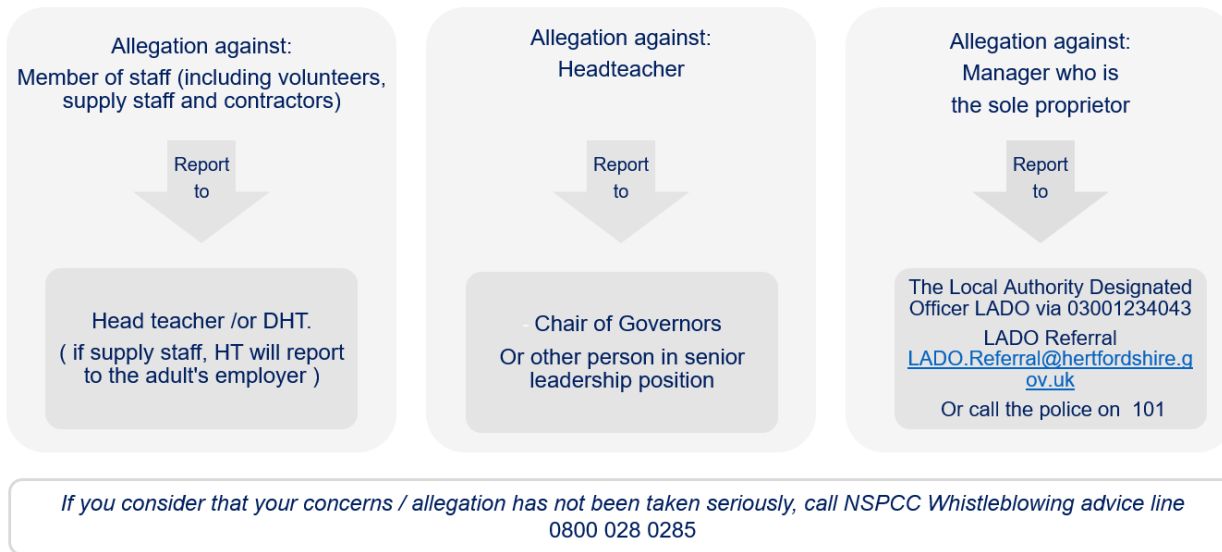 Allegation against:
Member of staff (including volunteers,
supply staff and contractors)
Report
to
Head teacher /or DHT.
( if supply staff, HT will report
to the adult's employer )
Allegation against:
Headteacher
Report
to
- Chair of Governors
Or other person in senior
leadership position
Allegation against:
Manager who is
the sole proprietor
Report
to
The Local Authority Designated
Officer LADO via 03001234043
LADO Referral
LADO.Referral@hertfordshire.g
ov.uk
Or call the police on  101
If you consider that your concerns / allegation has not been taken seriously, call NSPCC Whistleblowing advice line
0800 028 0285